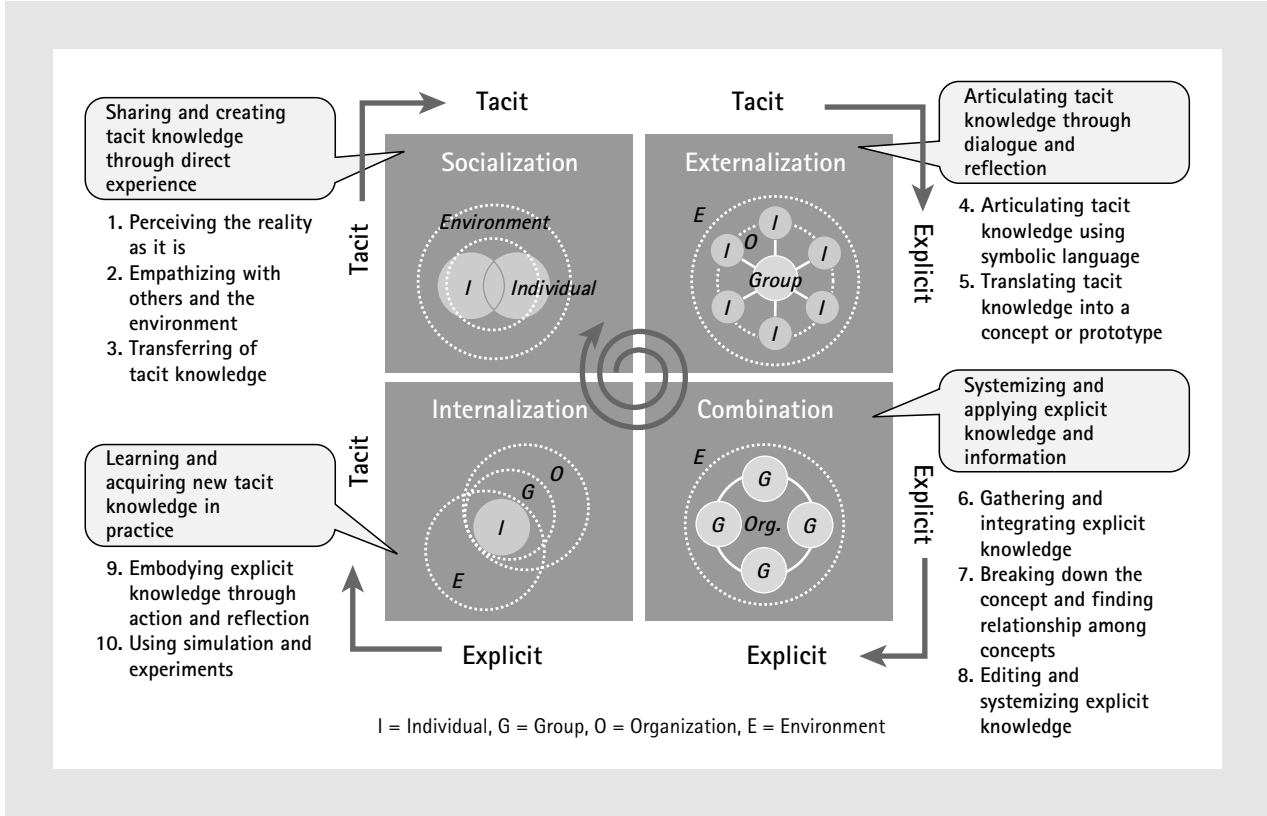 Tacit
Tacit
Sharing and creating
tacit knowledge
through direct
experience
Articulating tacit
knowledge through
dialogue and
reflection
Socialization
Externalization
Tacit
Explicit
1. Perceiving the reality
as it is
2. Empathizing with
others and the
environment
3. Transferring of
tacit knowledge
Environment
I
Individual
E
I
I
O
I
Group
I
I
I
4. Articulating tacit
knowledge using
symbolic language
5. Translating tacit
knowledge into a
concept or prototype
Internalization
Combination
Systemizing and
applying explicit
knowledge and
information
Learning and
acquiring new tacit
knowledge in
practice
Tacit
Explicit
O
G
I
E
E
G
G
Org.
G
G
6. Gathering and
integrating explicit
knowledge
7. Breaking down the
concept and finding
relationship among
concepts
8. Editing and
systemizing explicit
knowledge
9. Embodying explicit
knowledge through
action and reflection
10. Using simulation and
experiments
Explicit
Explicit
I = Individual, G = Group, O = Organization, E = Environment